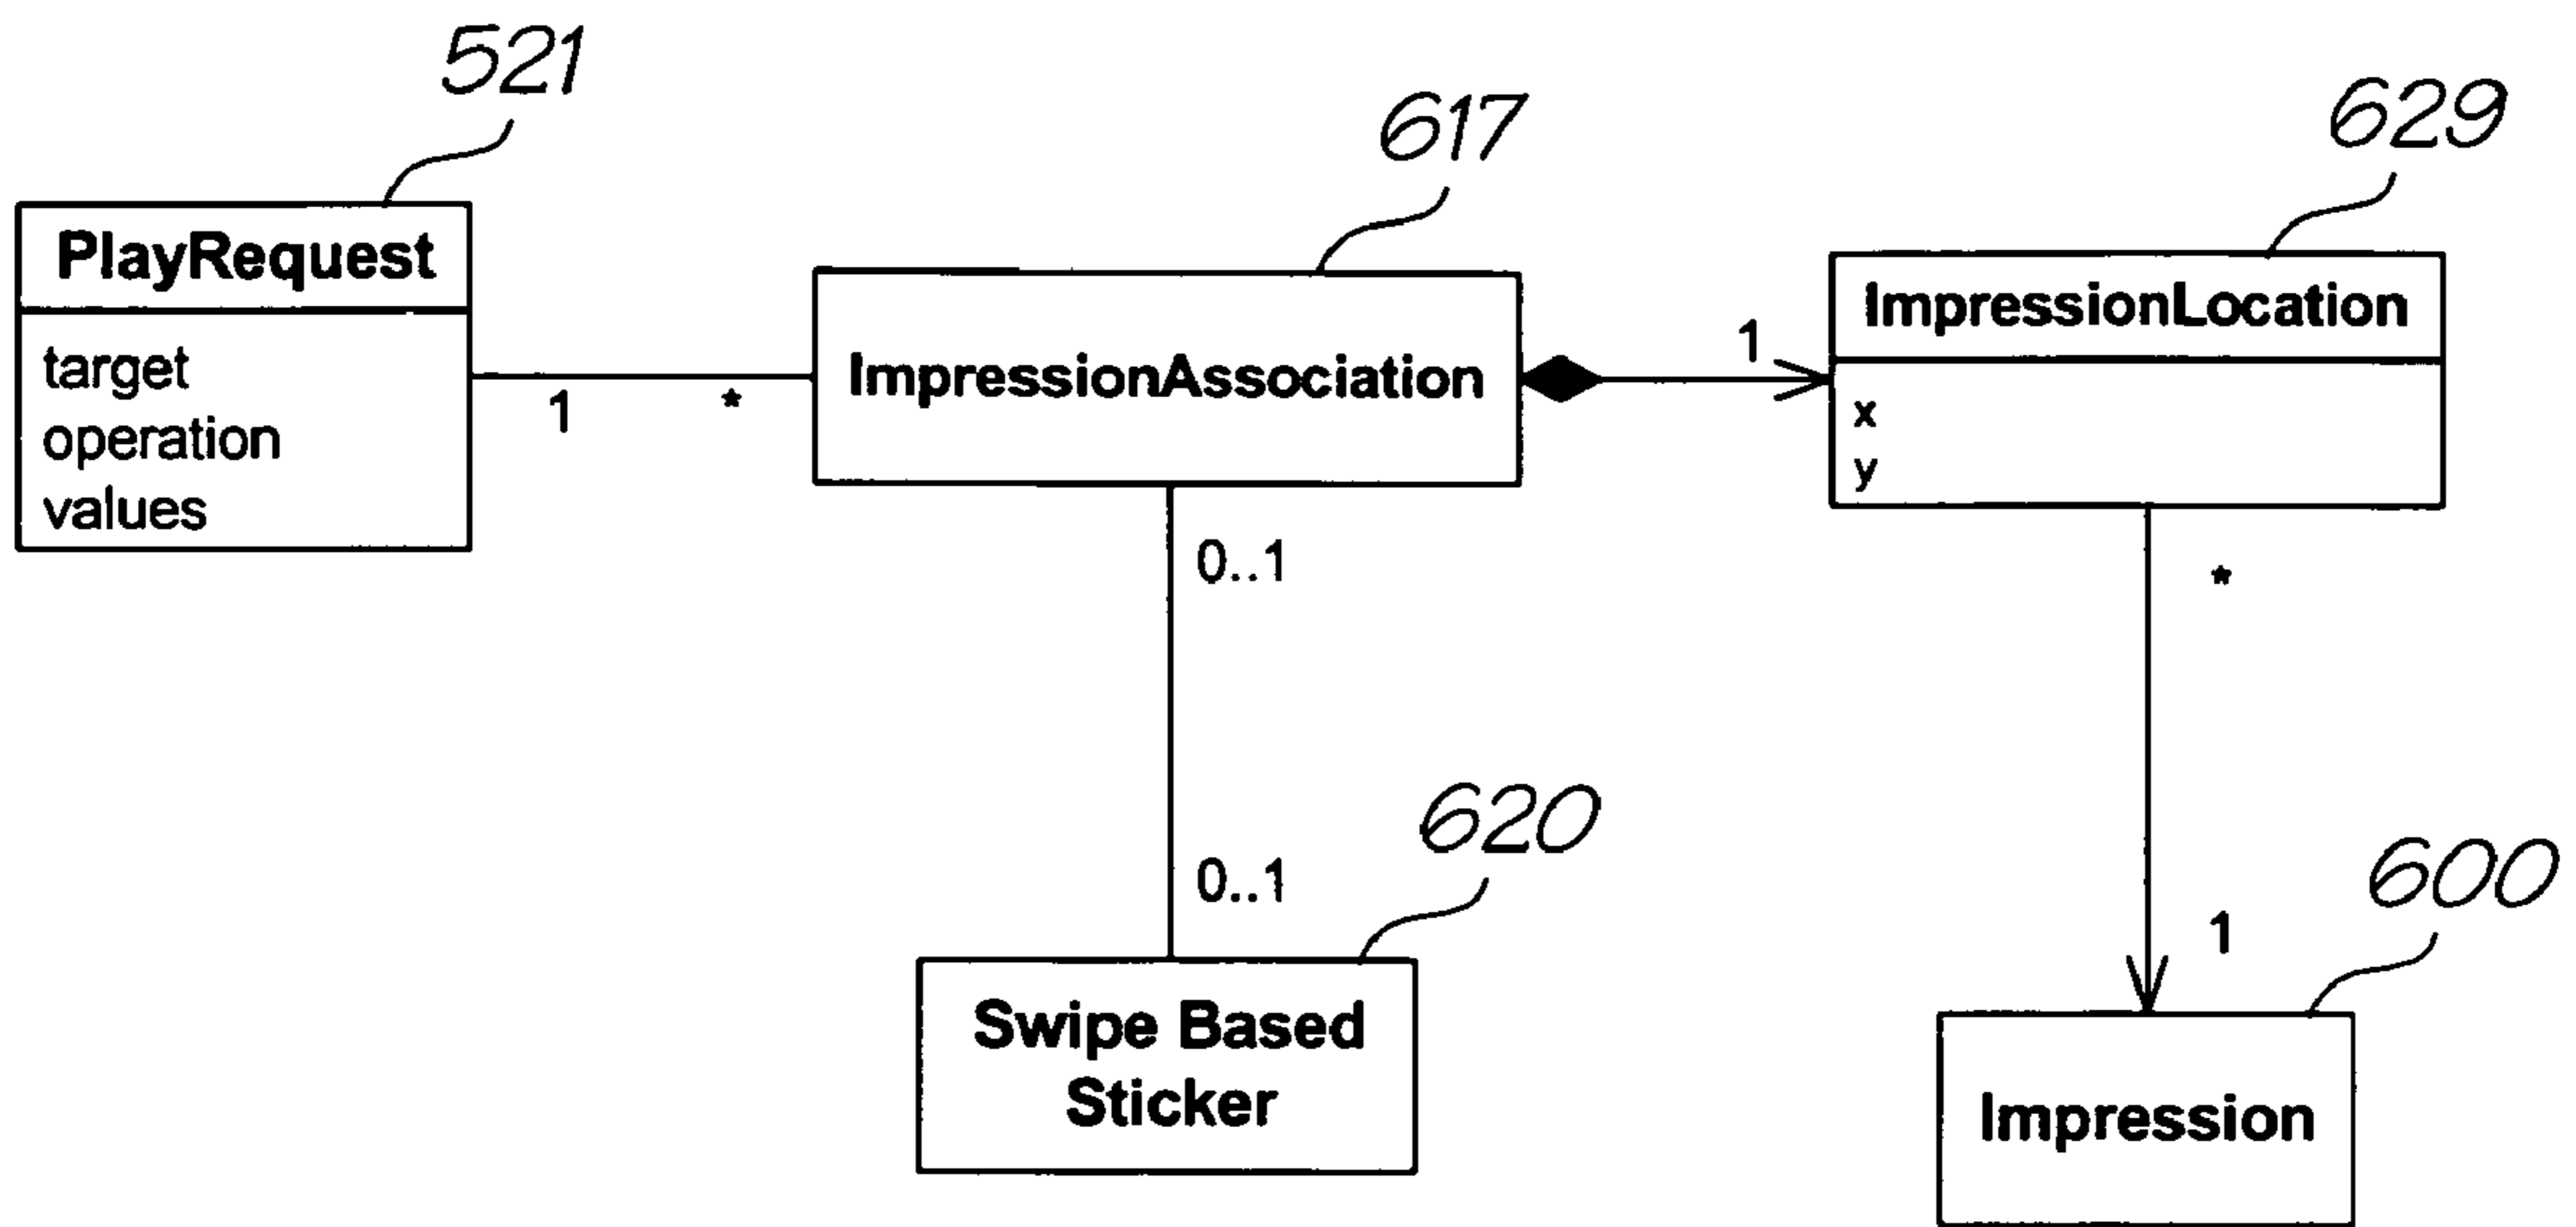 521
617
629
PlayRequest
target
operation
values
1
*
ImpressionAssociation
1
ImpressionLocation
x
y
0..1
*
0..1
620
600
1
Swipe Based
Sticker
Impression